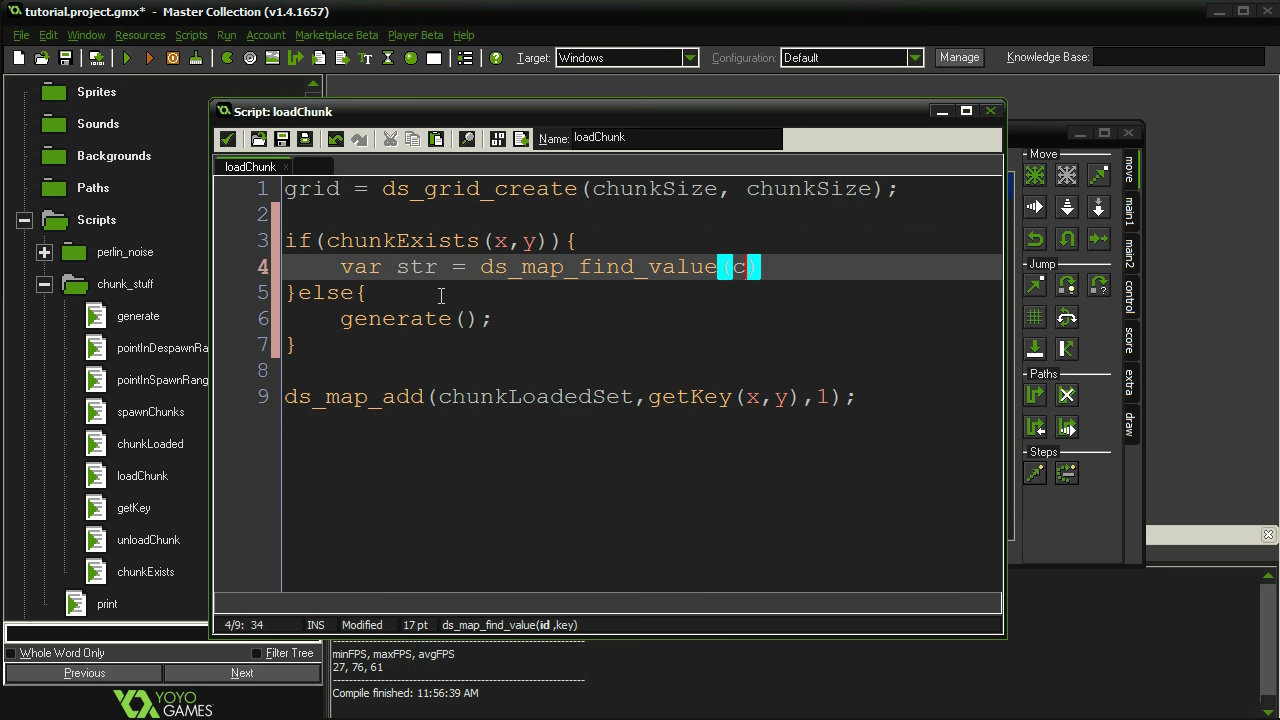 tutorial.project.gmx* - Master Collection (v1.4.1657)
File Edit Window Resources Scripts Run Account Marketplace Beta Player Beta Help
Target: Windows Configuration: Default Manage Knowledge Base:
Sprites
Sounds
Backgrounds
Paths
Scripts
perlin_noise
chunk_stuff
generate
pointInDespawnRa
pointInSpawnRang
spawnChunks
chunkLoaded
loadChunk
getKey
unloadChunk
chunkExists
print
Whole Word Only Filter Tree
Previous Next
YOYO
GAMES
Script: loadChunk
Name: loadChunk
loadChunk ×
1 grid = ds_grid_create(chunkSize, chunkSize);
2
3 if(chunkExists(x,y)){
4 var str = ds_map_find_value(c)
5 }else{
6 generate();
7 }
8
9 ds_map_add(chunkLoadedSet,getKey(x,y),1);
4/9: 34 INS Modified 17 pt ds_map_find_value(id ,key)
Move
Jump
Paths
Steps
move
main1
main2
control
score
extra
draw
minFPS, maxFPS, avgFPS
27, 76, 61
Compile finished: 11:56:39 AM